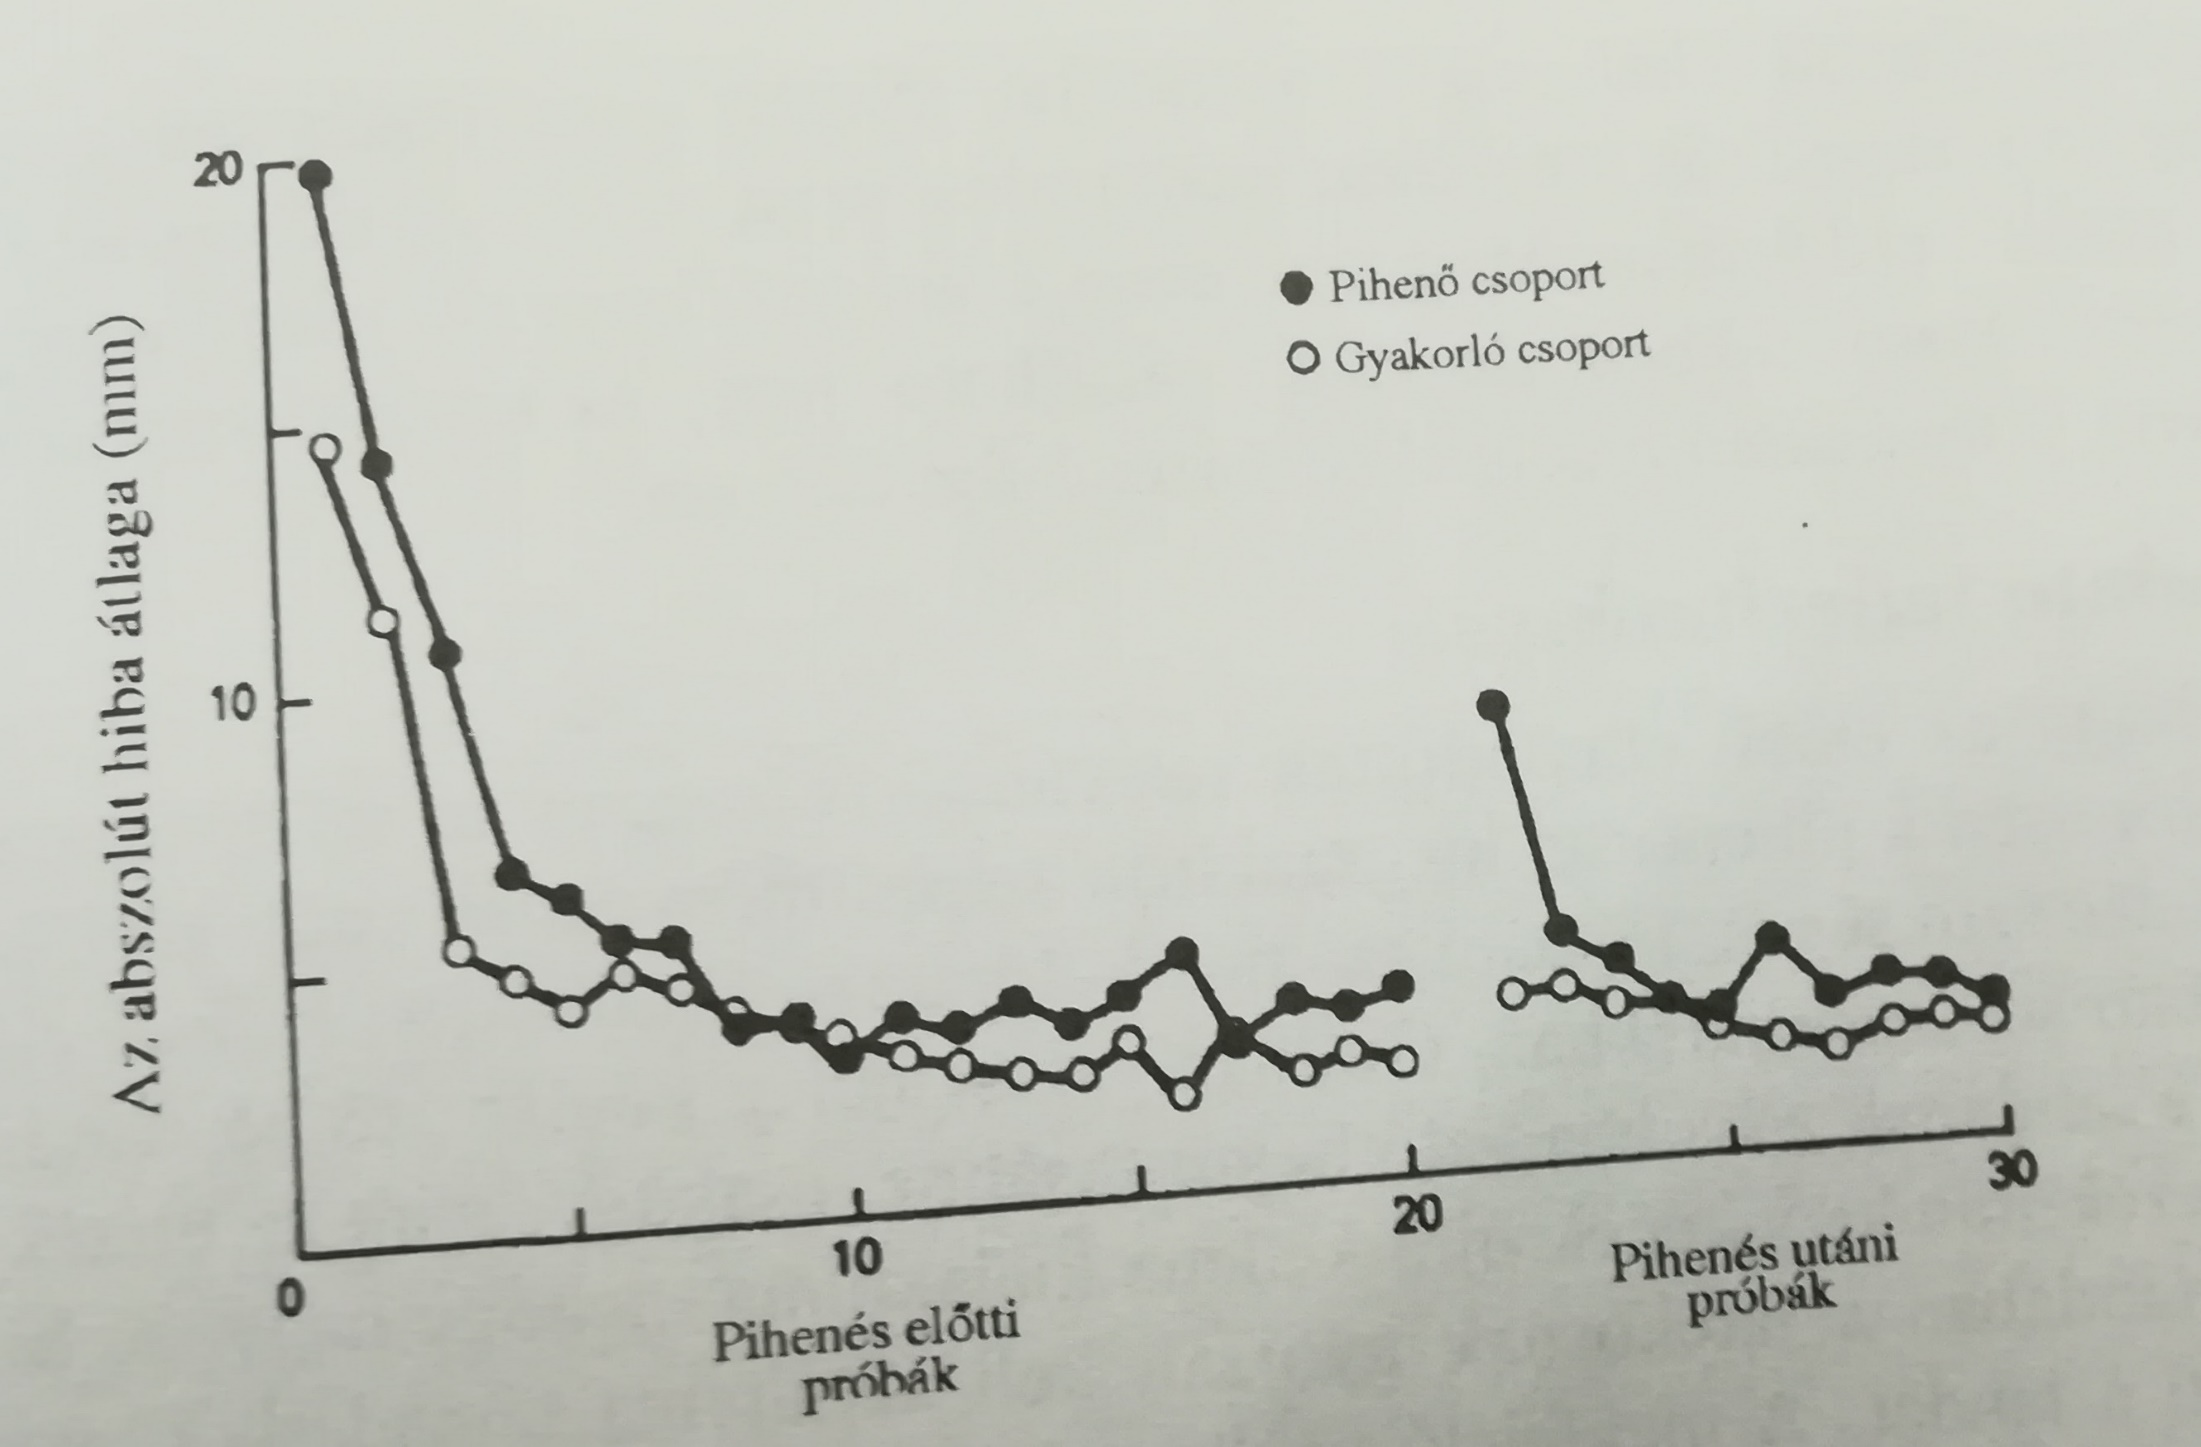 20
Pihenő csoport
Gyakorló csoport
Az abszolút hiba átlaga (mm)
10
0
10
20
30
Pihenés előtti
próbák
Pihenés utáni
próbák